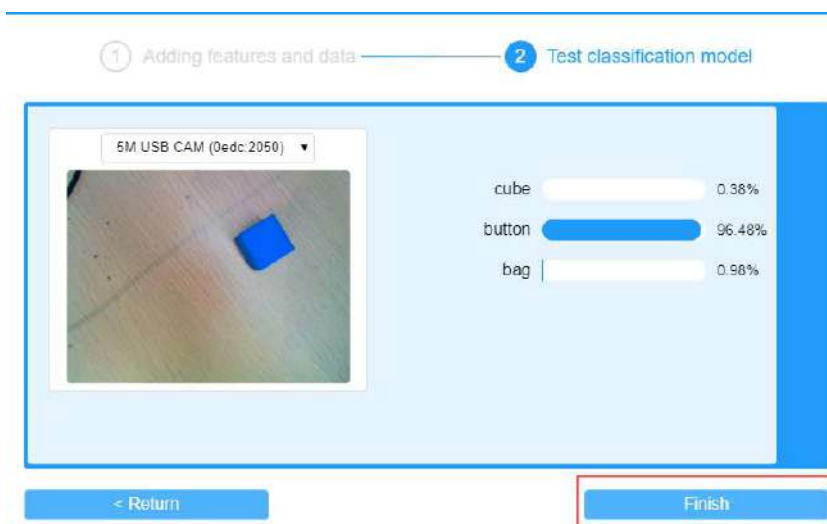 1 Adding features and data 2 Test classification model
5M USB CAM (0edc:2050)
cube 0.38%
button 96.48%
bag 0.98%
< Return Finish